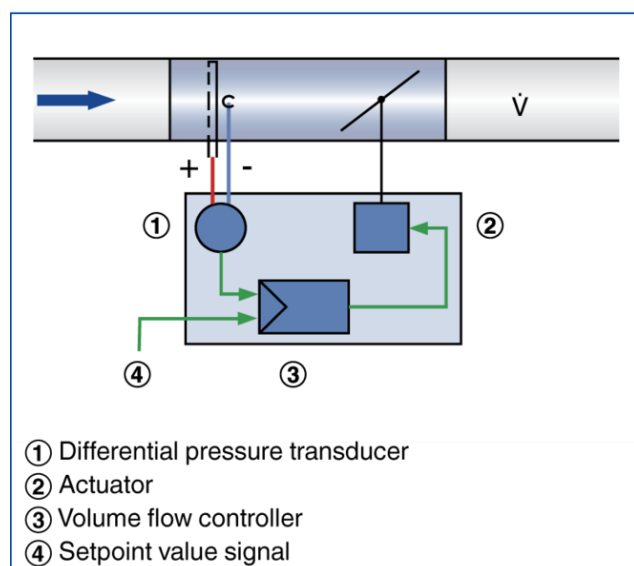 V̇
+ -
①
②
④
③
① Differential pressure transducer
② Actuator
③ Volume flow controller
④ Setpoint value signal